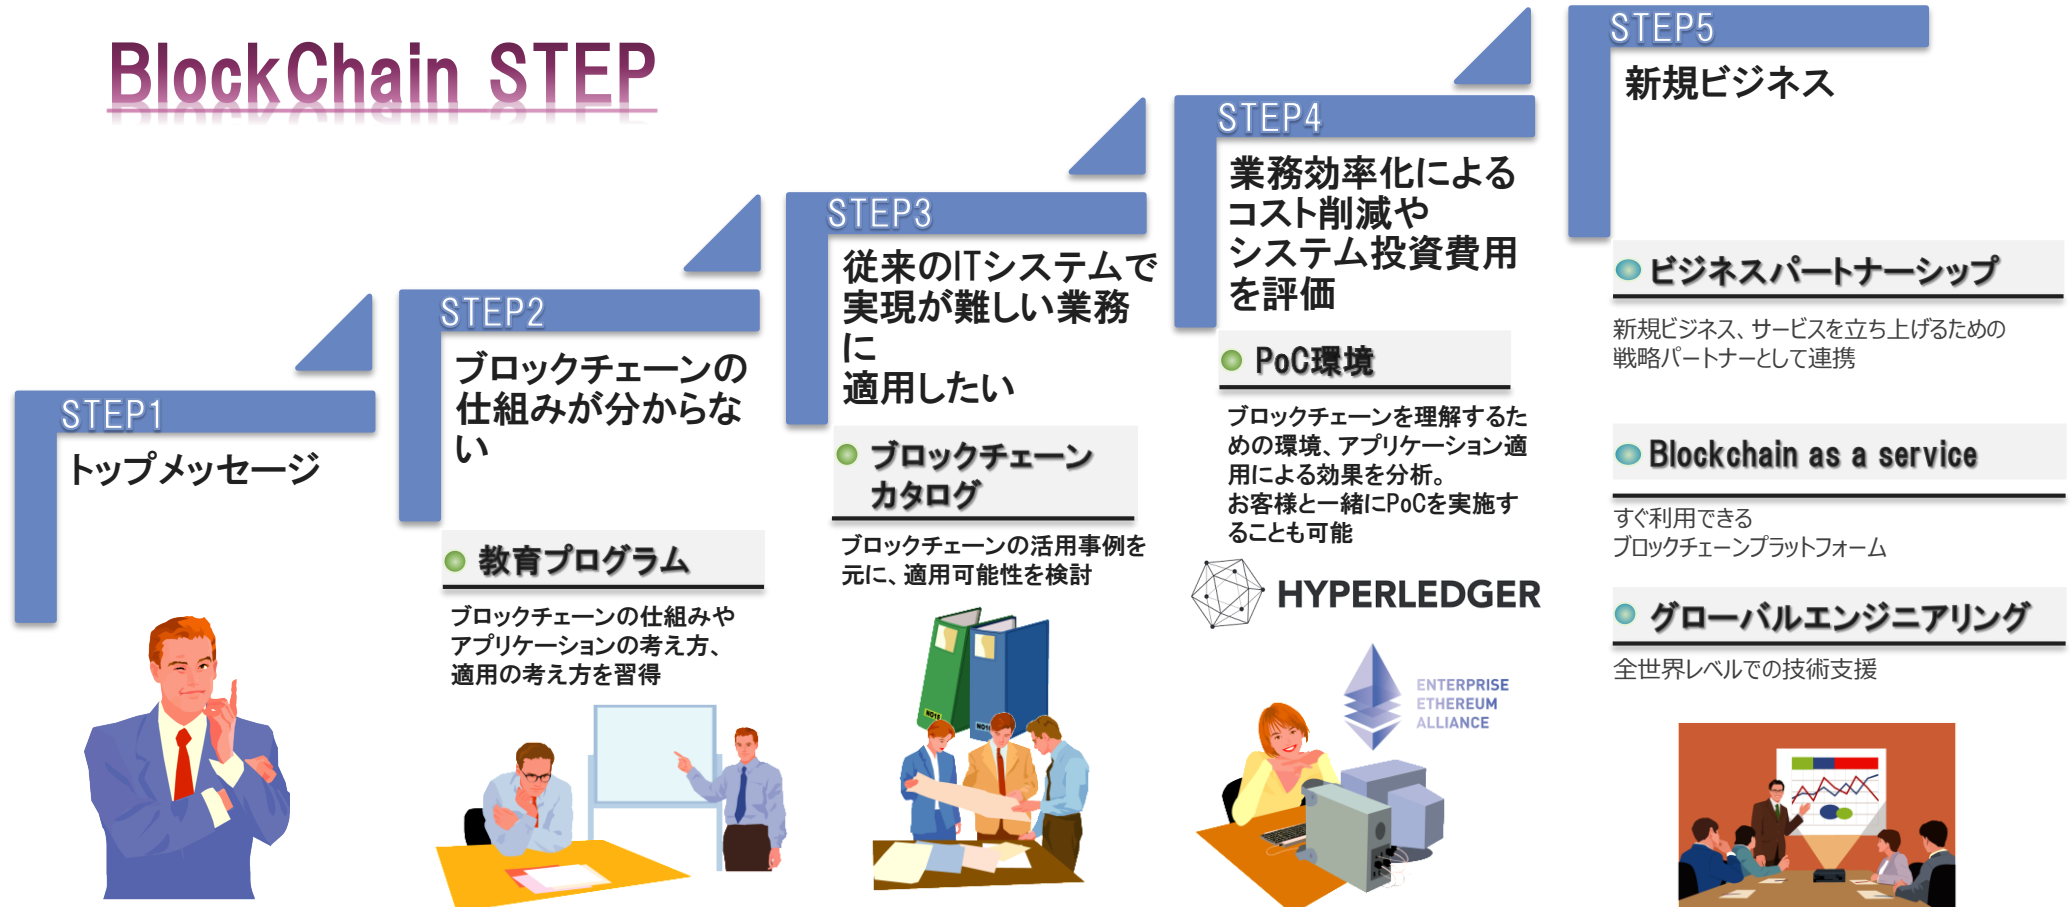 BlockChain STEP
STEP1
トップメッセージ
STEP2
ブロックチェーンの
仕組みが分からな
い
教育プログラム
ブロックチェーンの仕組みや
アプリケーションの考え方、
適用の考え方を習得
STEP3
従来のITシステムで
実現が難しい業務
に
適用したい
ブロックチェーン
カタログ
ブロックチェーンの活用事例を
元に、適用可能性を検討
NOTE
NOTE
STEP4
業務効率化による
コスト削減や
システム投資費用
を評価
PoC環境
ブロックチェーンを理解するた
めの環境、アプリケーション適
用による効果を分析。
お客様と一緒にPoCを実施す
ることも可能
HYPERLEDGER
ENTERPRISE
ETHEREUM
ALLIANCE
STEP5
新規ビジネス
ビジネスパートナーシップ
新規ビジネス、サービスを立ち上げるための
戦略パートナーとして連携
Blockchain as a service
すぐ利用できる
ブロックチェーンプラットフォーム
グローバルエンジニアリング
全世界レベルでの技術支援